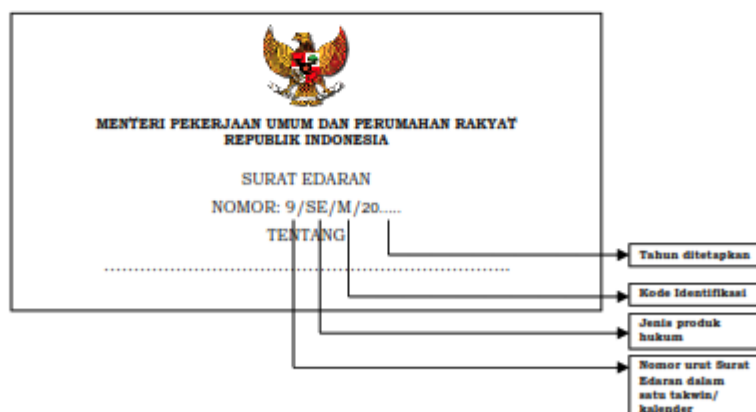 MENTERI PEKERJAAN UMUM DAN PERUMAHAN RAKYAT
REPUBLIK INDONESIA
SURAT EDARAN
NOMOR: 9/SE/M/20.....
TENTANG
................................................................................
Tahun ditetapkan
Kode Identifikasi
Jenis produk
hukum
Nomor urut Surat
Edaran dalam
satu takwin/
kalender